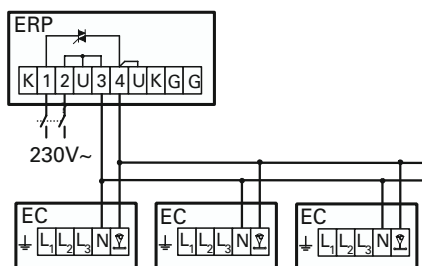 ERP
K 1 2 U 3 4 U K G G
230V~
EC EC EC
L1 L2 L3 N L1 L2 L3 N L1 L2 L3 N